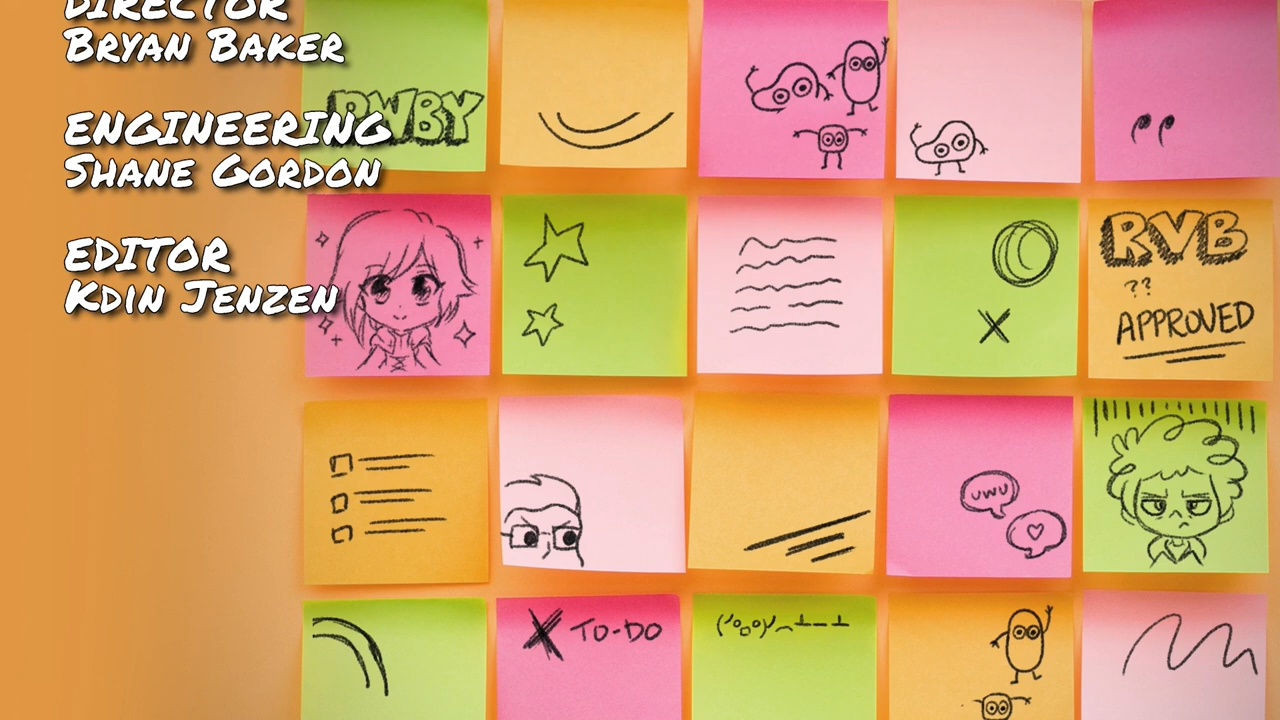 DIRECTOR
BRYAN BAKER
ENGINEERING
SHANE GORDON
EDITOR
KDIN JENZEN
RWBY
RVB
??
APPROVED
UWU
X TO-DO